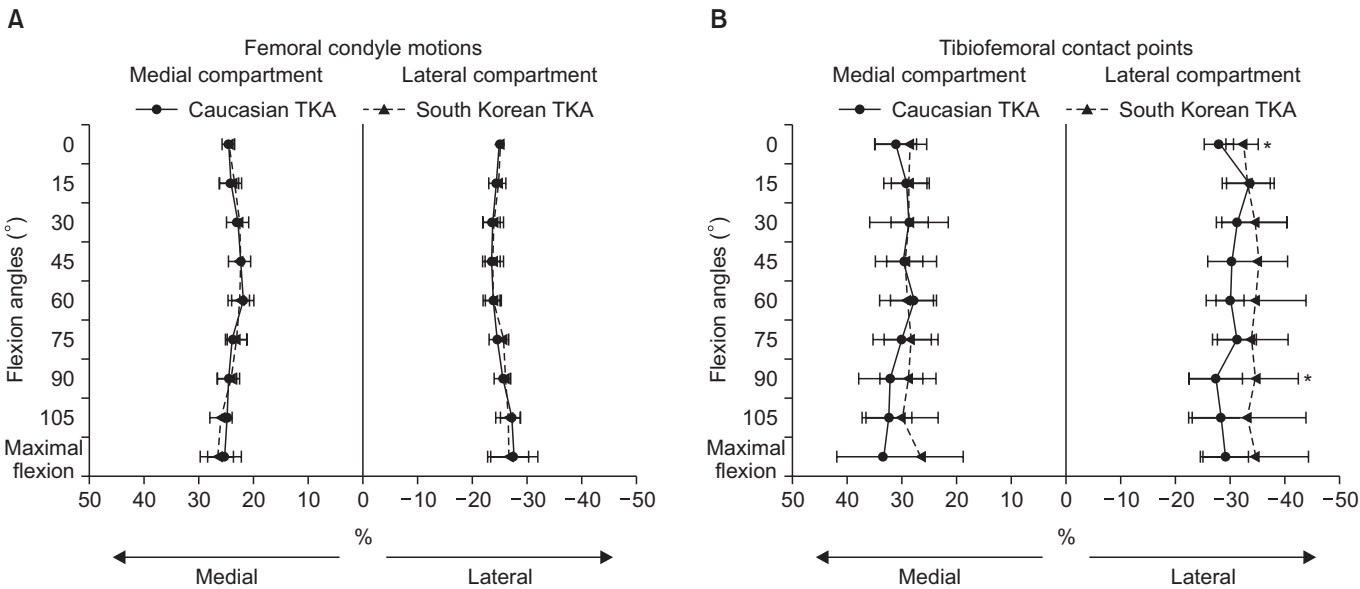 A
Femoral condyle motions
Medial compartment Lateral compartment
Caucasian TKA South Korean TKA
Flexion angles (°)
0
15
30
45
60
75
90
105
Maximal
flexion
50 40 30 20 10 0 −10 −20 −30 −40 −50
%
Medial Lateral
B
Tibiofemoral contact points
Medial compartment Lateral compartment
Caucasian TKA South Korean TKA
Flexion angles (°)
0 *
15
30
45
60
75
90 *
105
Maximal
flexion
50 40 30 20 10 0 −10 −20 −30 −40 −50
%
Medial Lateral